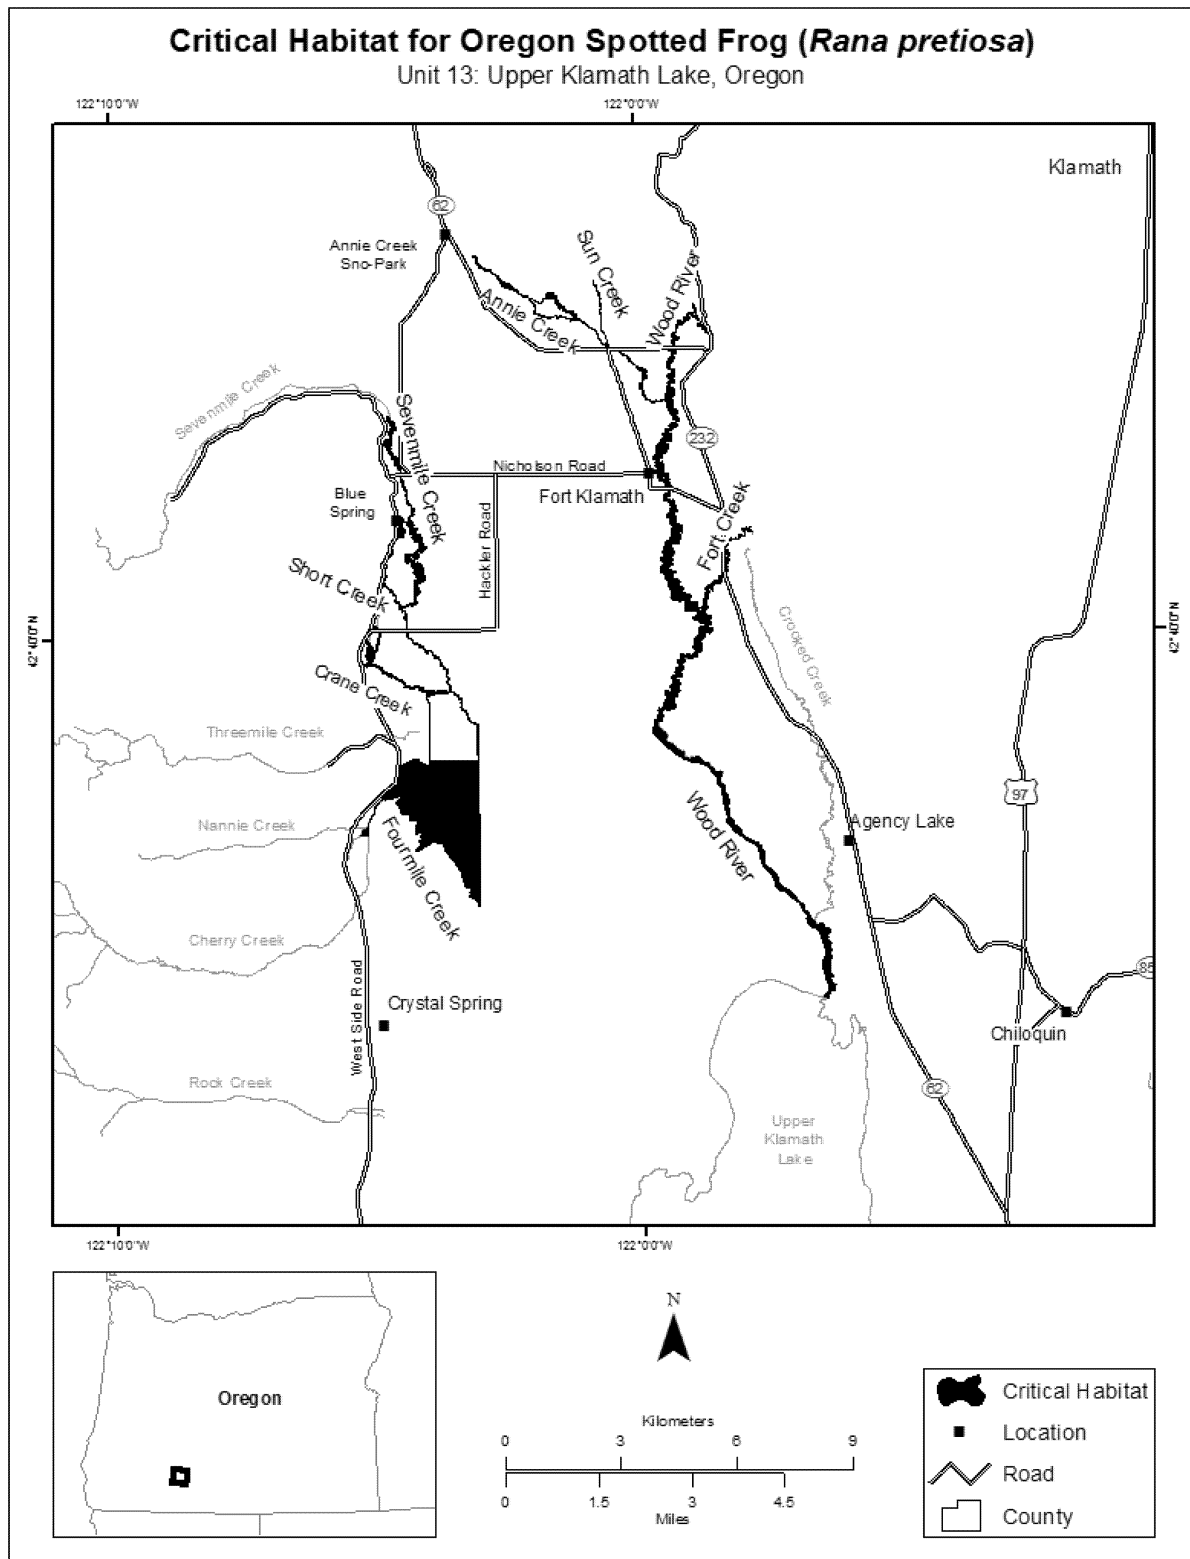 Critical Habitat for Oregon Spotted Frog (Rana pretiosa)
Unit 13: Upper Klamath Lake, Oregon
122°10'0"W
122°0'0"W
Klamath
62
Annie Creek
Sno-Park
Sun Creek
Wood River
Annie Creek
Sevenmile Creek
Sevenmile Creek
232
Nicholson Road
Fort Klamath
Blue
Spring
Hackler Road
Fort Creek
Short Creek
42°40'0"N
42°40'0"N
Crooked Creek
Crane Creek
Threemile Creek
97
Wood River
Nannie Creek
Agency Lake
Fourmile Creek
Cherry Creek
West Side Road
Crystal Spring
Chiloquin
Rock Creek
62
Upper
Klamath
Lake
122°10'0"W
122°0'0"W
Oregon
N
Kilometers
0 3 6 9
0 1.5 3 4.5
Miles
Critical Habitat
Location
Road
County